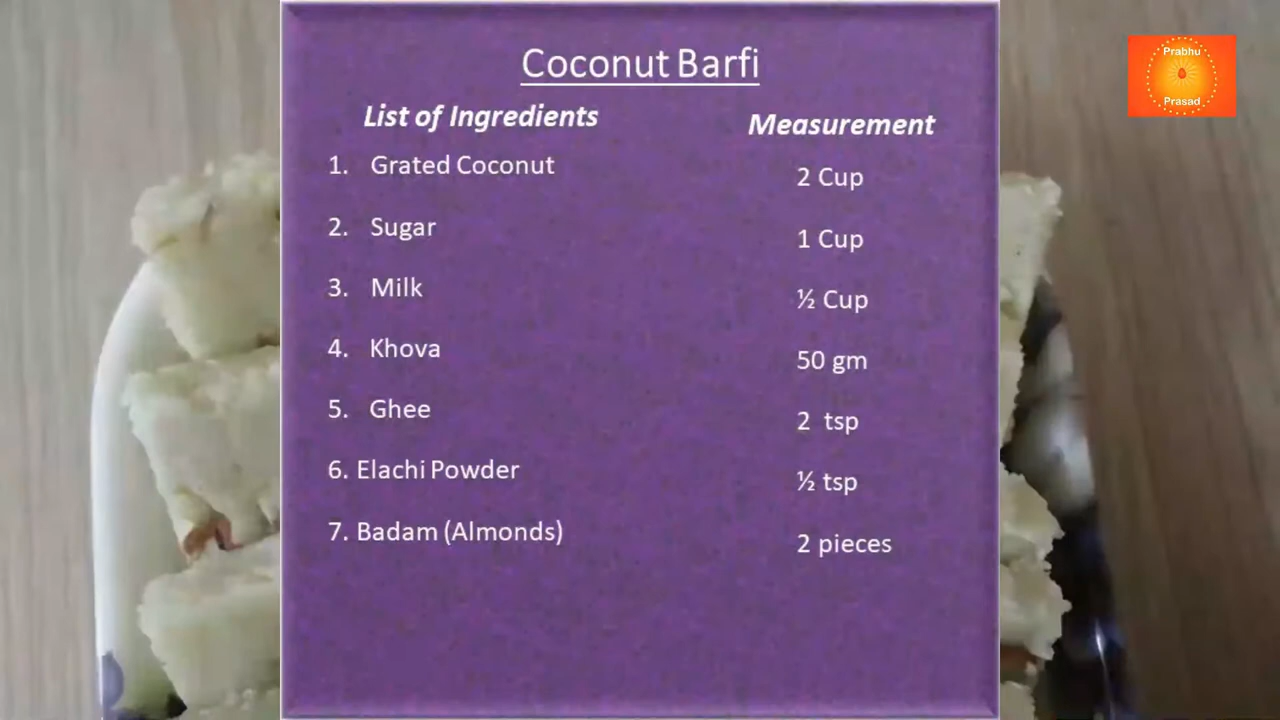 Coconut Barfi
List of Ingredients Measurement
1. Grated Coconut 2 Cup
2. Sugar 1 Cup
3. Milk ½ Cup
4. Khova 50 gm
5. Ghee 2 tsp
6. Elachi Powder ½ tsp
7. Badam (Almonds) 2 pieces
Prabhu
Prasad